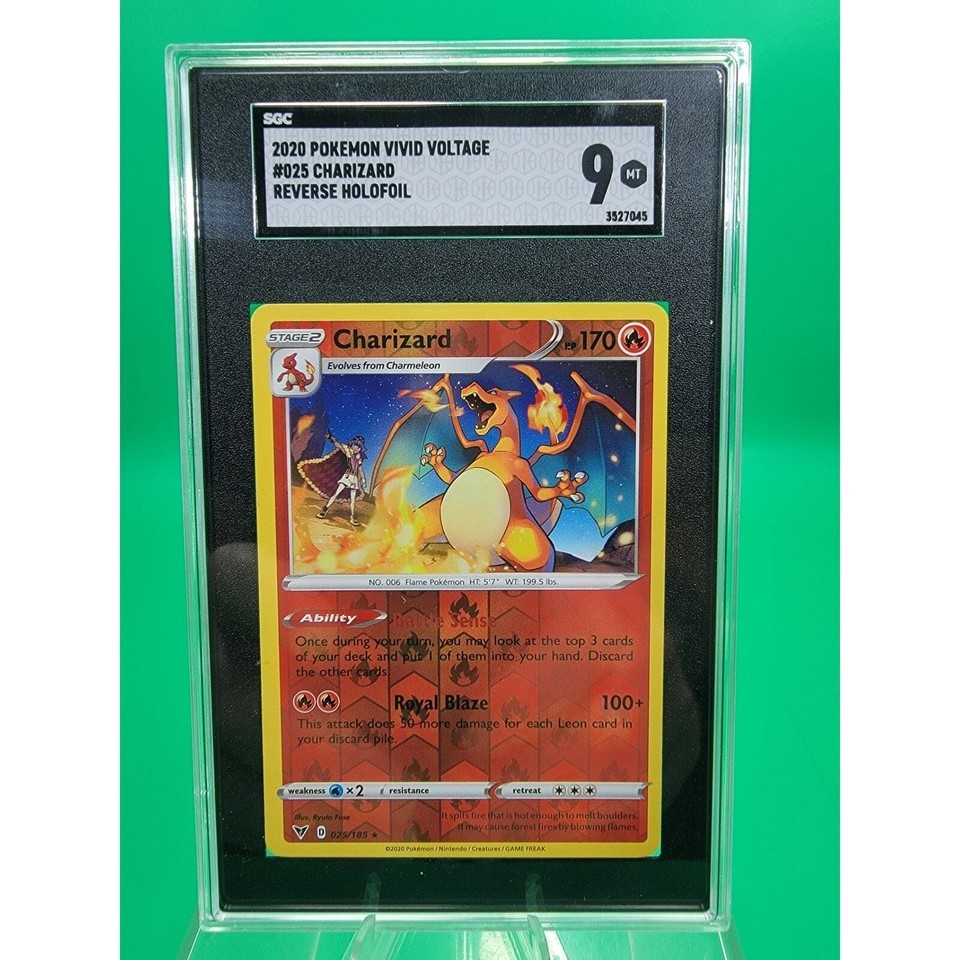 SGC
2020 POKEMON VIVID VOLTAGE
#025 CHARIZARD
REVERSE HOLOFOIL
9 MT
3527045
STAGE2 Charizard HP 170
Evolves from Charmeleon
NO. 006 Flame Pokémon HT: 5'7" WT: 199.5 lbs.
Ability Battle Sense
Once during your turn, you may look at the top 3 cards
of your deck and put 1 of them into your hand. Discard
the other cards.
Royal Blaze 100+
This attack does 50 more damage for each Leon card in
your discard pile.
weakness ×2 resistance retreat
Illus. Ryuta Fuse
It spits fire that is hot enough to melt boulders.
It may cause forest fires by blowing flames.
D 025/185 ★
©2020 Pokémon / Nintendo / Creatures / GAME FREAK